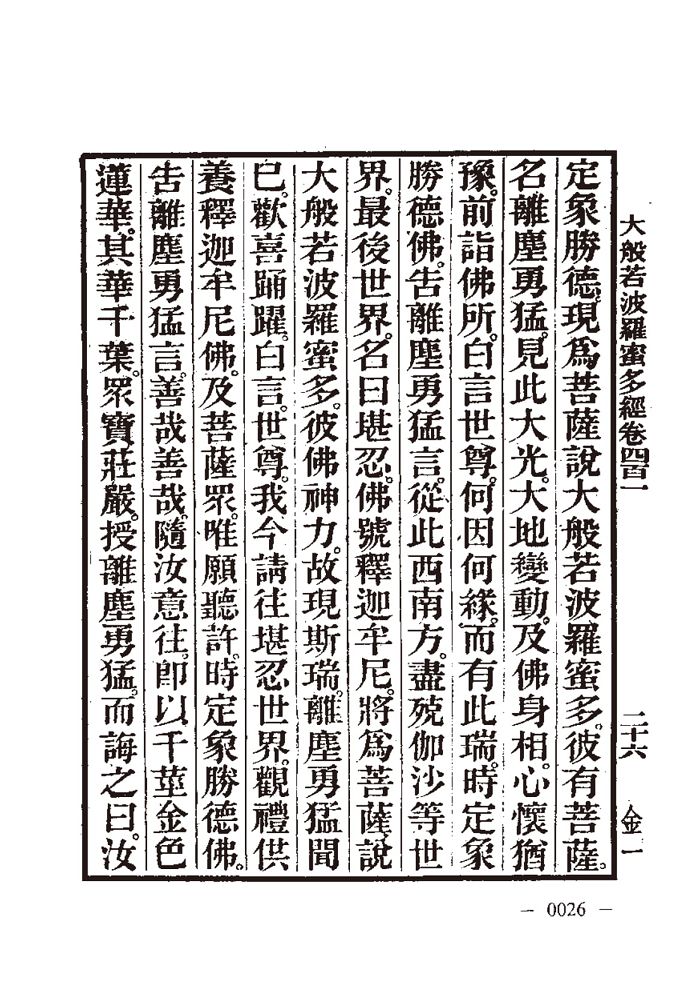 大般若波羅蜜多經卷四百一 二十六 金一
定象勝德。現爲菩薩說大般若波羅蜜多。彼有菩薩。
名離塵勇猛。見此大光。大地變動。及佛身相。心懷猶
豫。前詣佛所。白言世尊。何因何緣。而有此瑞。時定象
勝德佛。告離塵勇猛言。從此西南方。盡殑伽沙等世
界。最後世界。名曰堪忍。佛號釋迦牟尼。將爲菩薩。說
大般若波羅蜜多。彼佛神力。故現斯瑞。離塵勇猛聞
已。歡喜踊躍。白言。世尊。我今請往堪忍世界。觀禮供
養釋迦牟尼佛。及菩薩眾。唯願聽許。時定象勝德佛。
告離塵勇猛言。善哉善哉。隨汝意往。卽以千莖金色
蓮華。其華千葉。眾寶莊嚴。授離塵勇猛。而誨之曰。汝
— 0026 —